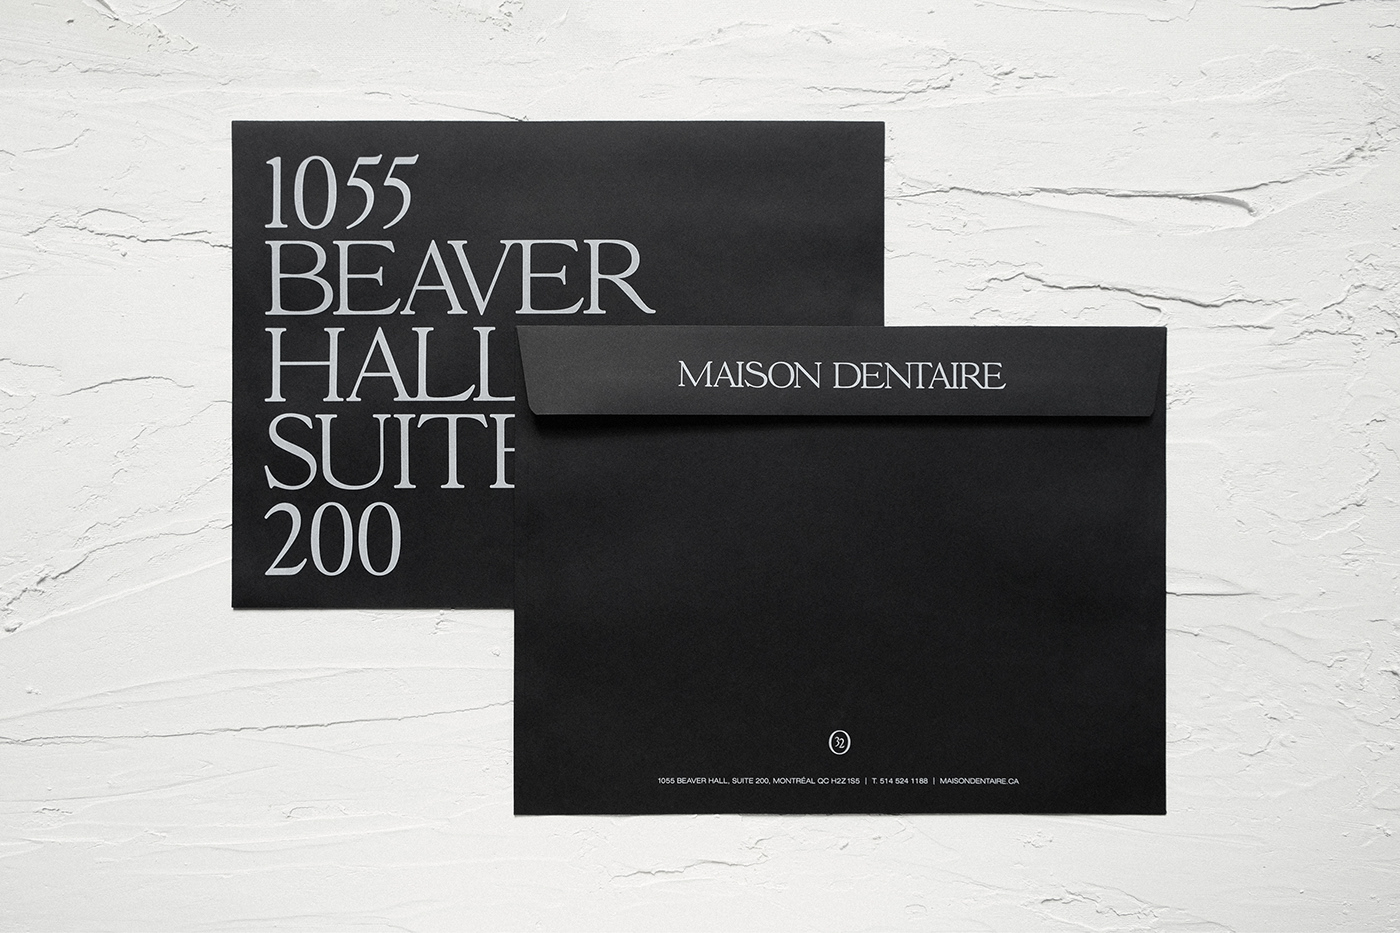 1055
BEAVER
HALL
SUITE
200
MAISON DENTAIRE
32
1055 BEAVER HALL, SUITE 200, MONTRÉAL QC H2Z 1S5 | T. 514 524 1188 | MAISONDENTAIRE.CA